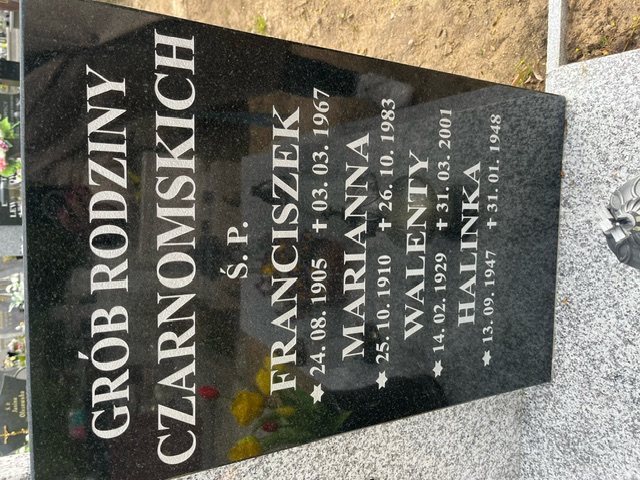 GRÓB RODZINY
CZARNOMSKICH
Ś. P.
FRANCISZEK
24. 08. 1905 03. 03. 1967
MARIANNA
25. 10. 1910 26. 10. 1983
WALENTY
14. 02. 1929 31. 03. 2001
HALINKA
13. 09. 1947 31. 01. 1948